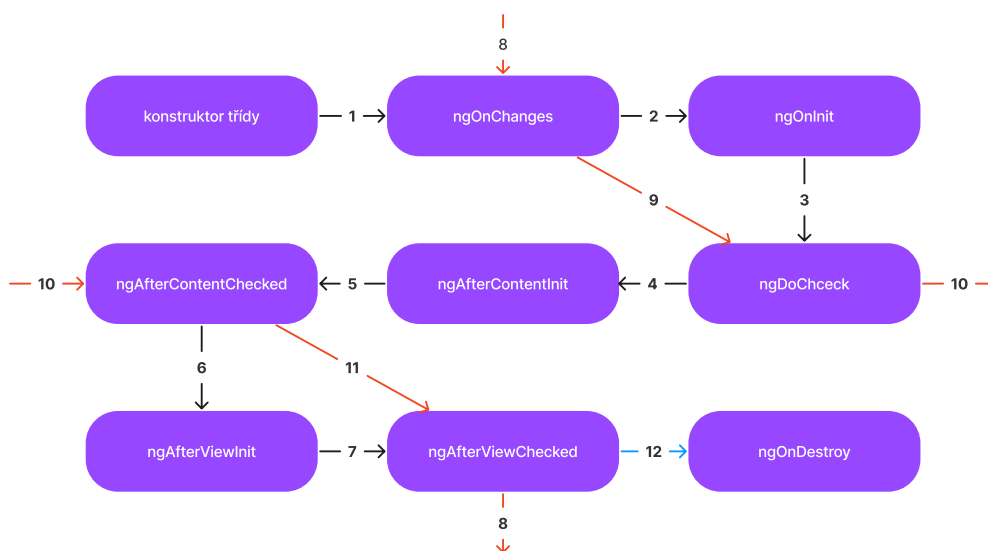 8
konstruktor třídy
1
ngOnChanges
2
ngOnInit
9
3
10
ngAfterContentChecked
5
ngAfterContentInit
4
ngDoChceck
10
6
11
ngAfterViewInit
7
ngAfterViewChecked
12
ngOnDestroy
8